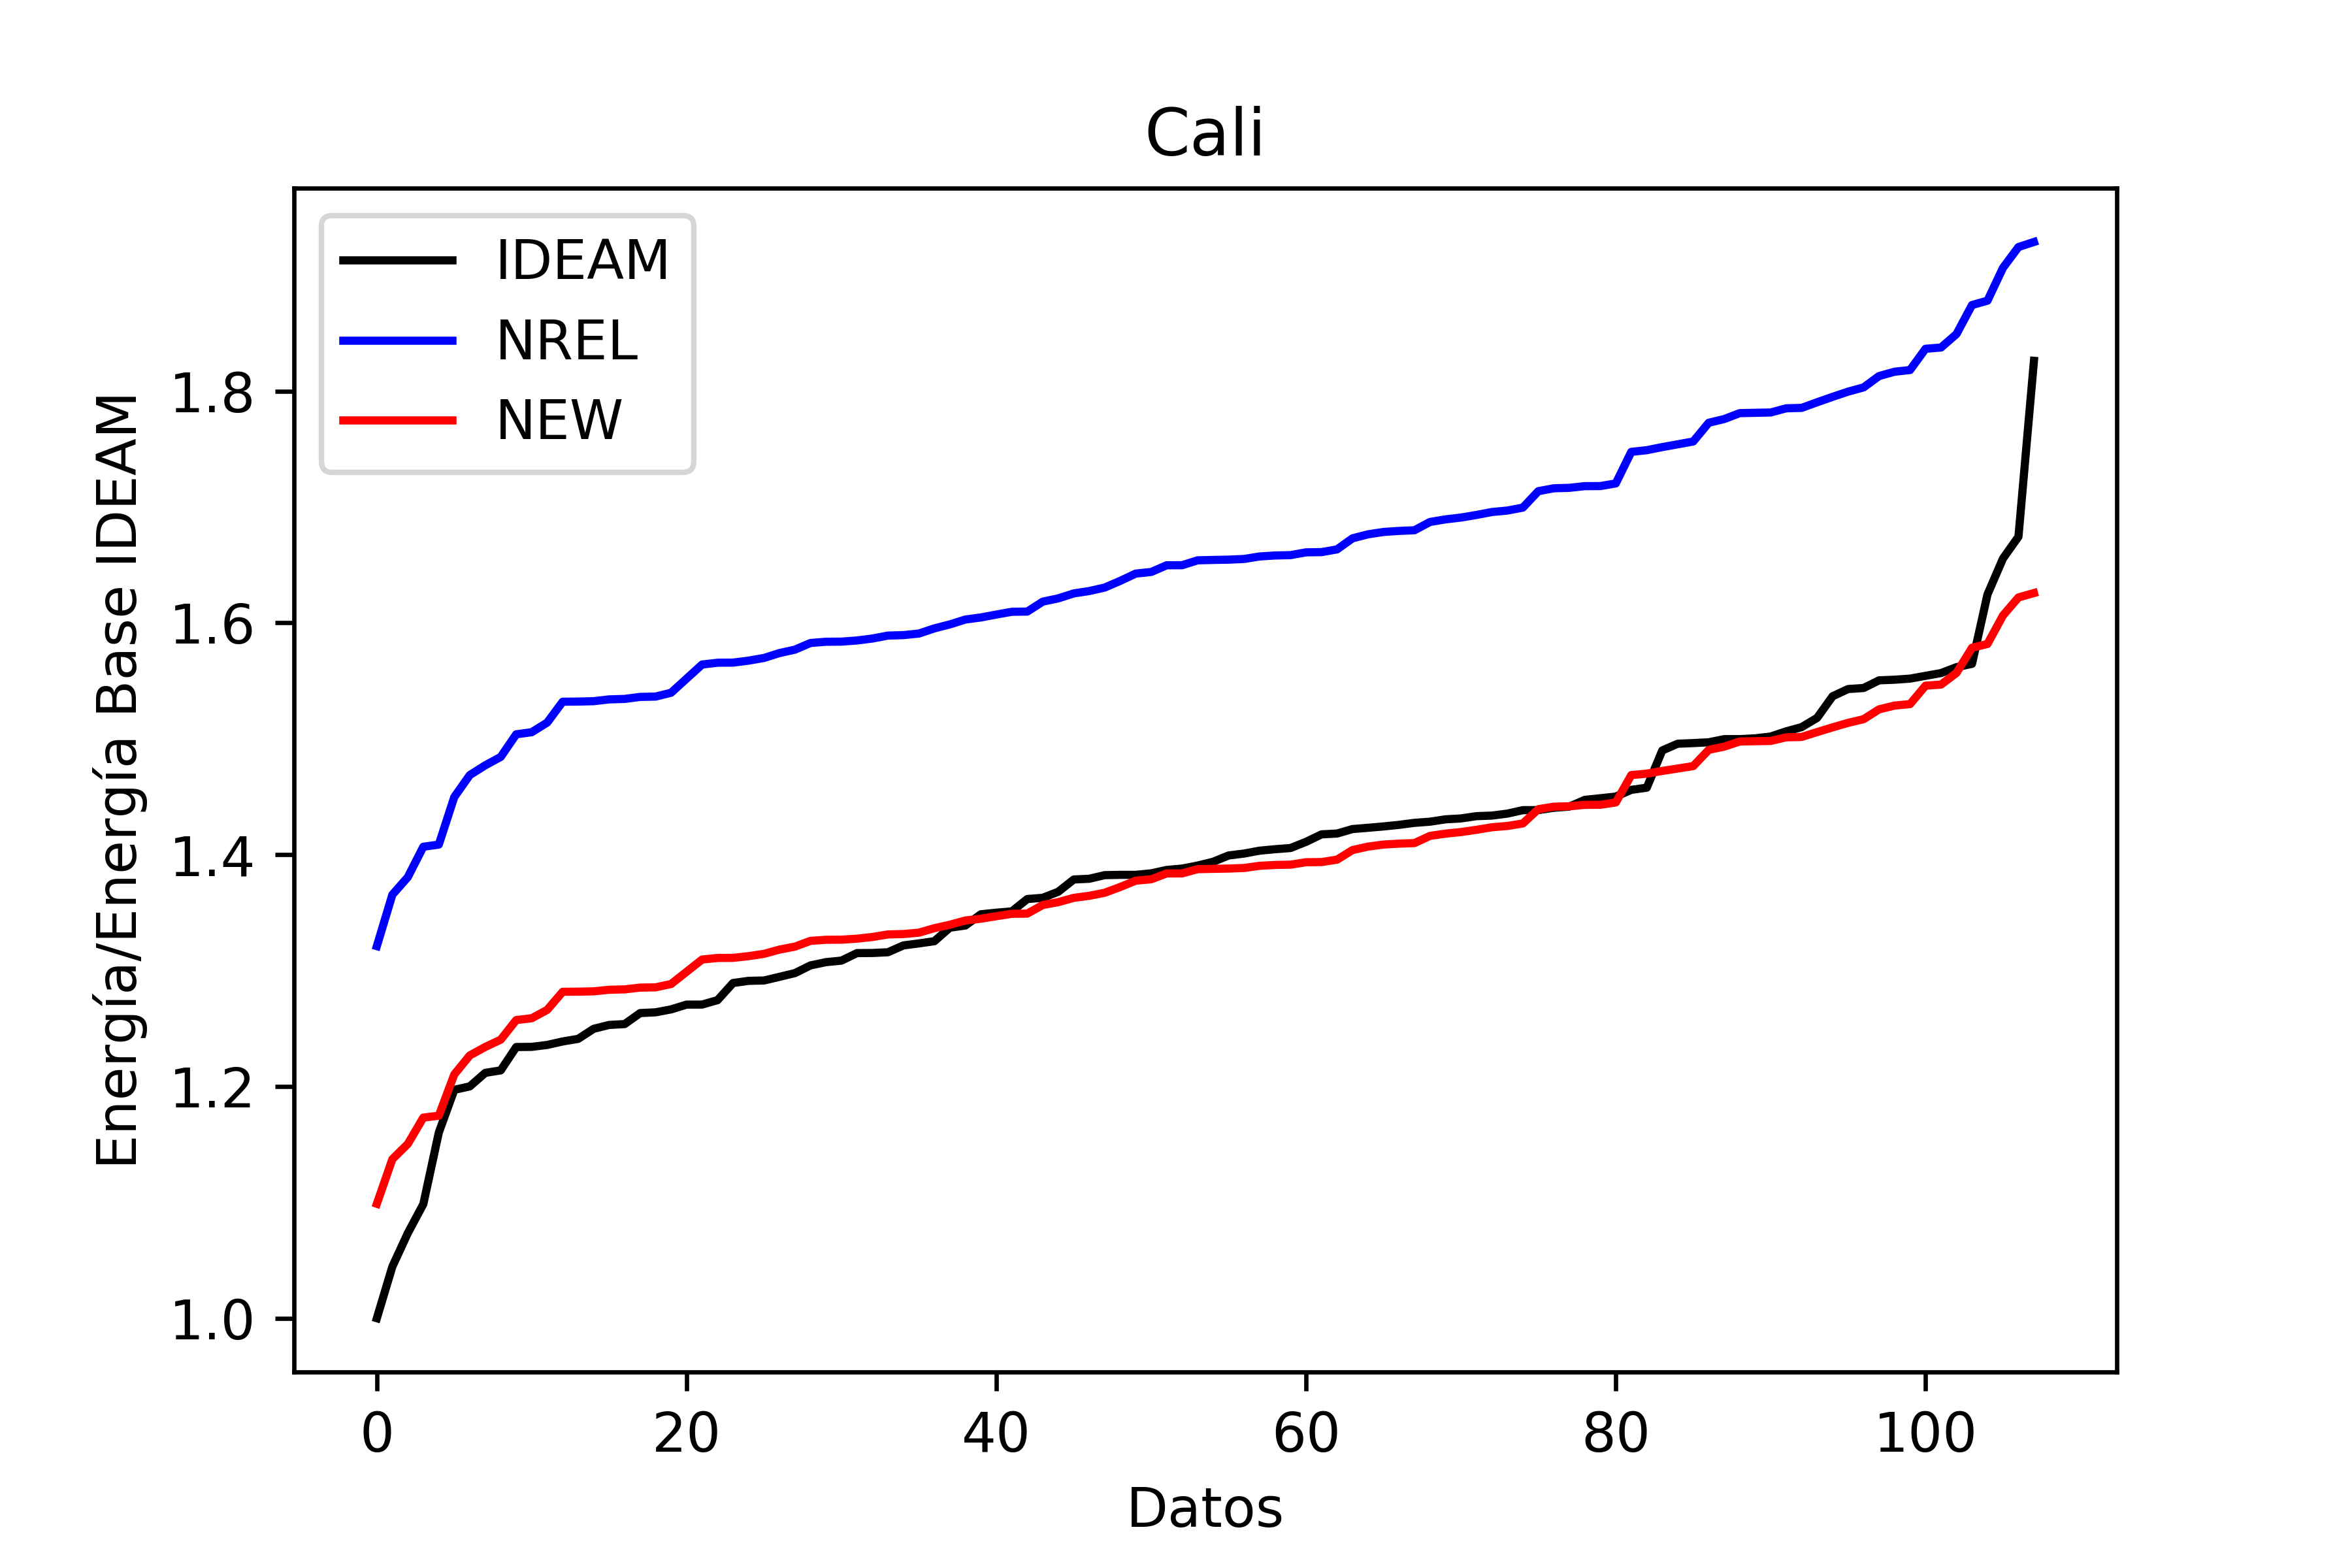 Cali
IDEAM
NREL
NEW
Energía/Energía Base IDEAM
1.8
1.6
1.4
1.2
1.0
0 20 40 60 80 100
Datos